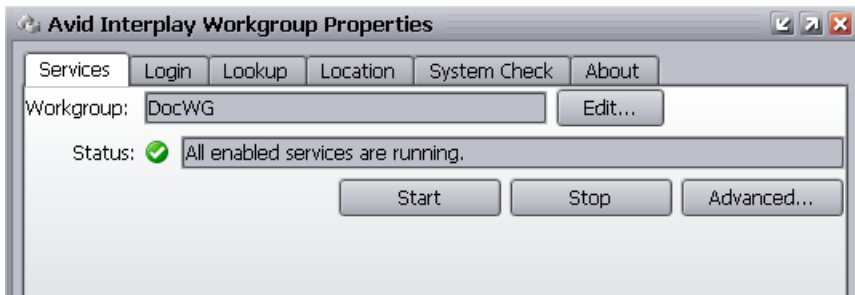 Avid Interplay Workgroup Properties
Services Login Lookup Location System Check About
Workgroup: DocWG Edit...
Status: All enabled services are running.
Start Stop Advanced...